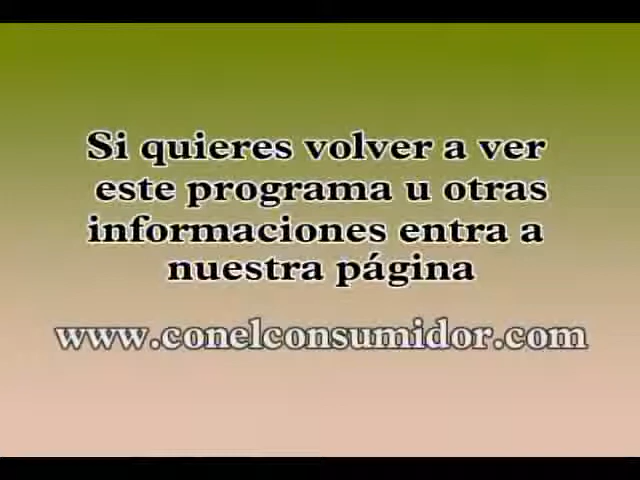 Si quieres volver a ver
este programa u otras
informaciones entra a
nuestra página
www.conelconsumidor.com